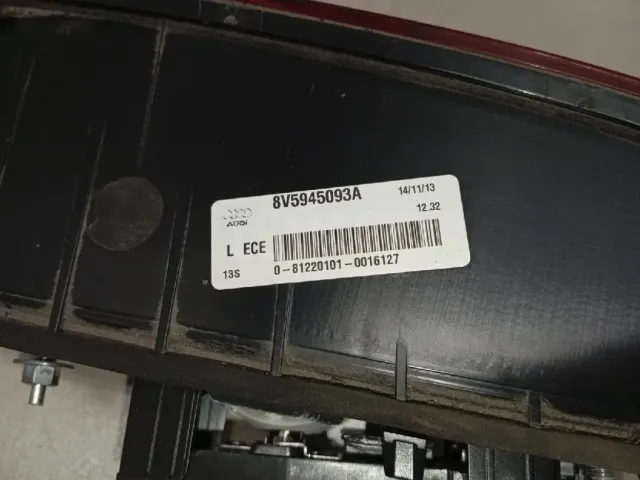 8V5945093A 14/11/13
Audi 12.32
L ECE
13S 0-81220101-0016127